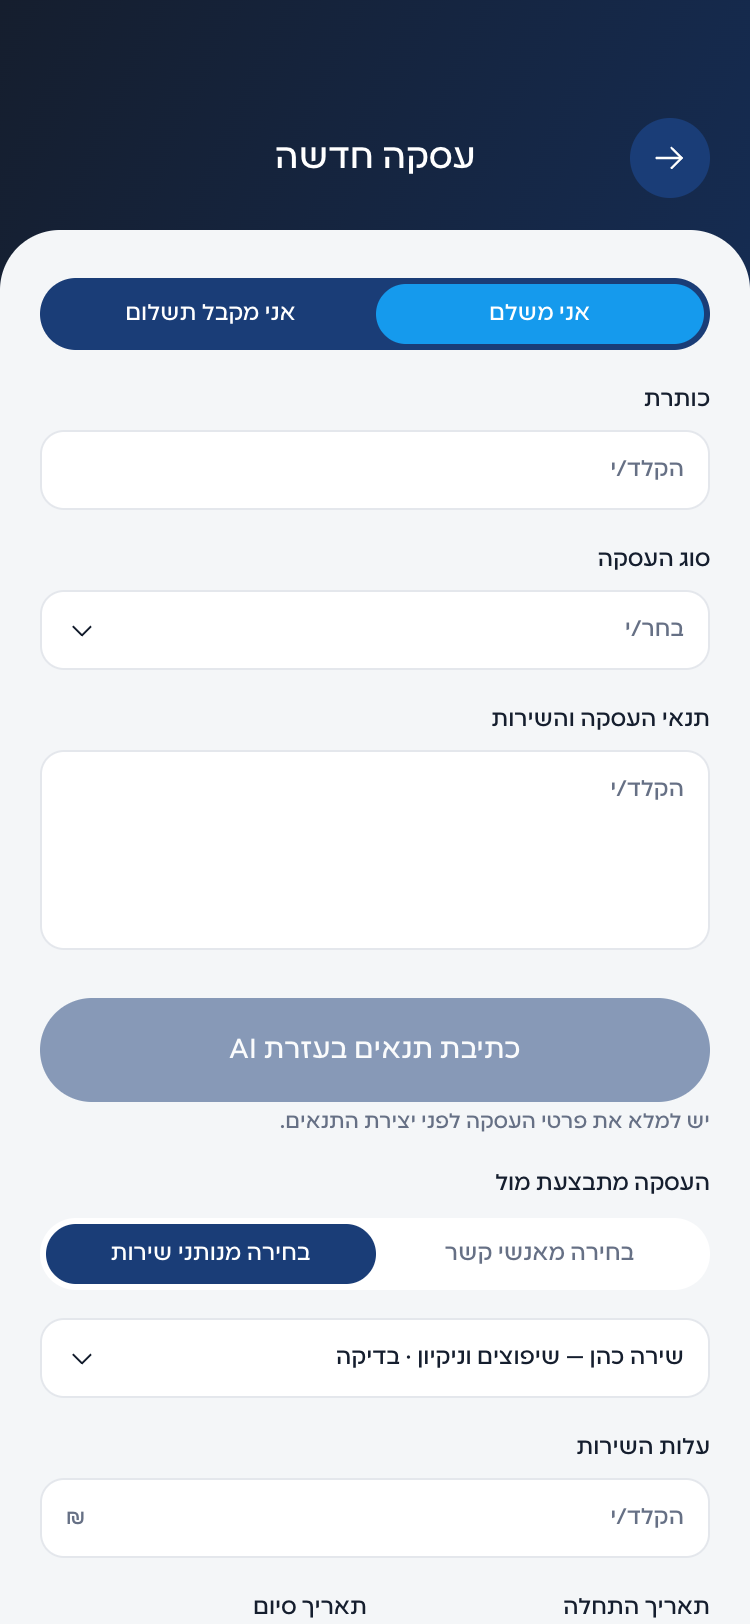 עסקה חדשה
אני משלם
אני מקבל תשלום
כותרת
הקלד/י
סוג העסקה
בחר/י
תנאי העסקה והשירות
הקלד/י
כתיבת תנאים בעזרת AI
יש למלא את פרטי העסקה לפני יצירת התנאים.
העסקה מתבצעת מול
בחירה מאנשי קשר
בחירה מנותני שירות
שירה כהן — שיפוצים וניקיון · בדיקה
עלות השירות
הקלד/י
₪
תאריך התחלה
תאריך סיום